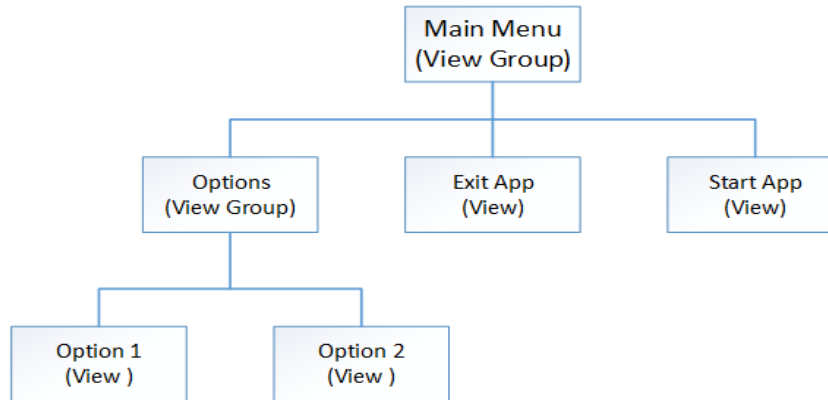 Main Menu
(View Group)
Options
(View Group)
Exit App
(View)
Start App
(View)
Option 1
(View )
Option 2
(View )